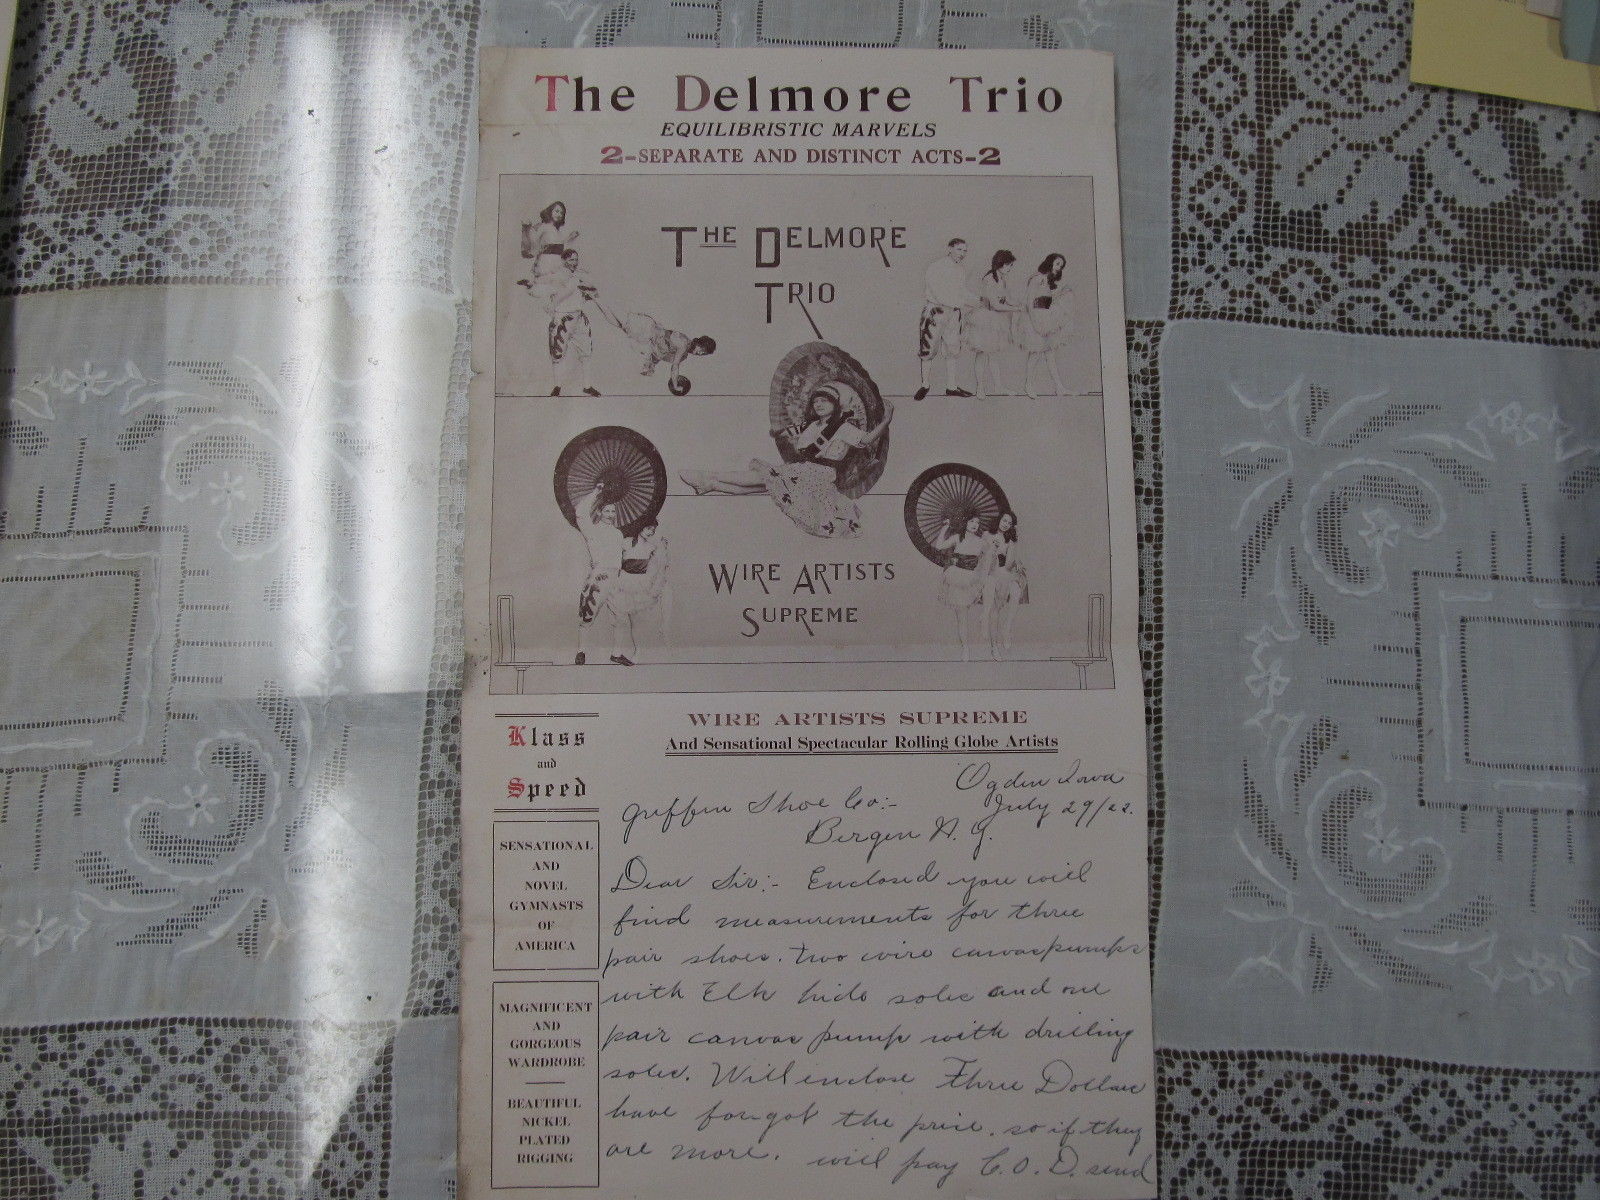 The Delmore Trio
EQUILIBRISTIC MARVELS
2-SEPARATE AND DISTINCT ACTS-2
THE DELMORE
TRIO
WIRE ARTISTS
SUPREME
Klass
and
Speed
SENSATIONAL
AND
NOVEL
GYMNASTS
OF
AMERICA
MAGNIFICENT
AND
GORGEOUS
WARDROBE
BEAUTIFUL
NICKEL
PLATED
RIGGING
WIRE ARTISTS SUPREME
And Sensational Spectacular Rolling Globe Artists
Ogden Iowa
July 29/22.
Griffin Shoe Co:-
Bergen N. Y.
Dear Sir:- Enclosed you will
find measurements for three
pair shoes. two wire canvas pumps
with Elk hide soles and one
pair canvas pump with drilling
soles. Will enclose Three Dollars
have forgot the price. so if they
are more. will pay C.O.D. send